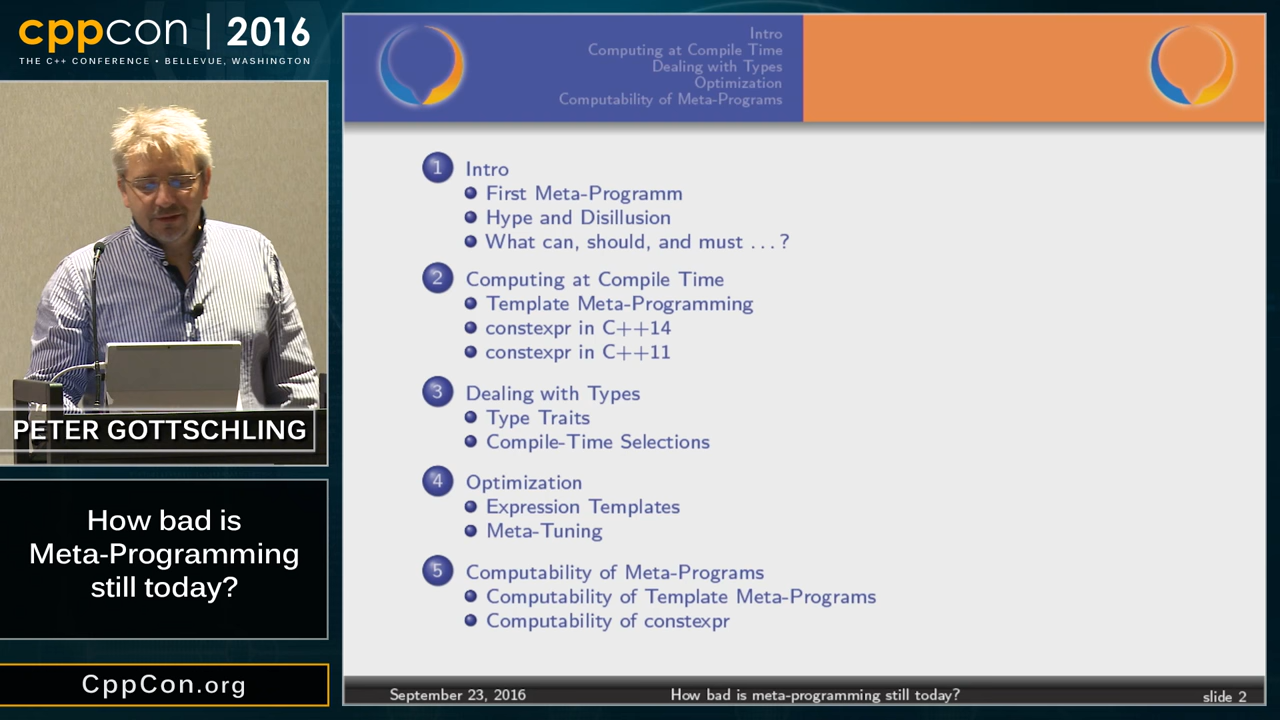 cppcon | 2016
THE C++ CONFERENCE • BELLEVUE, WASHINGTON
PETER GOTTSCHLING
How bad is
Meta-Programming
still today?
CppCon.org
Intro
Computing at Compile Time
Dealing with Types
Optimization
Computability of Meta-Programs
1 Intro
First Meta-Programm
Hype and Disillusion
What can, should, and must . . . ?
2 Computing at Compile Time
Template Meta-Programming
constexpr in C++14
constexpr in C++11
3 Dealing with Types
Type Traits
Compile-Time Selections
4 Optimization
Expression Templates
Meta-Tuning
5 Computability of Meta-Programs
Computability of Template Meta-Programs
Computability of constexpr
September 23, 2016 How bad is meta-programming still today? slide 2